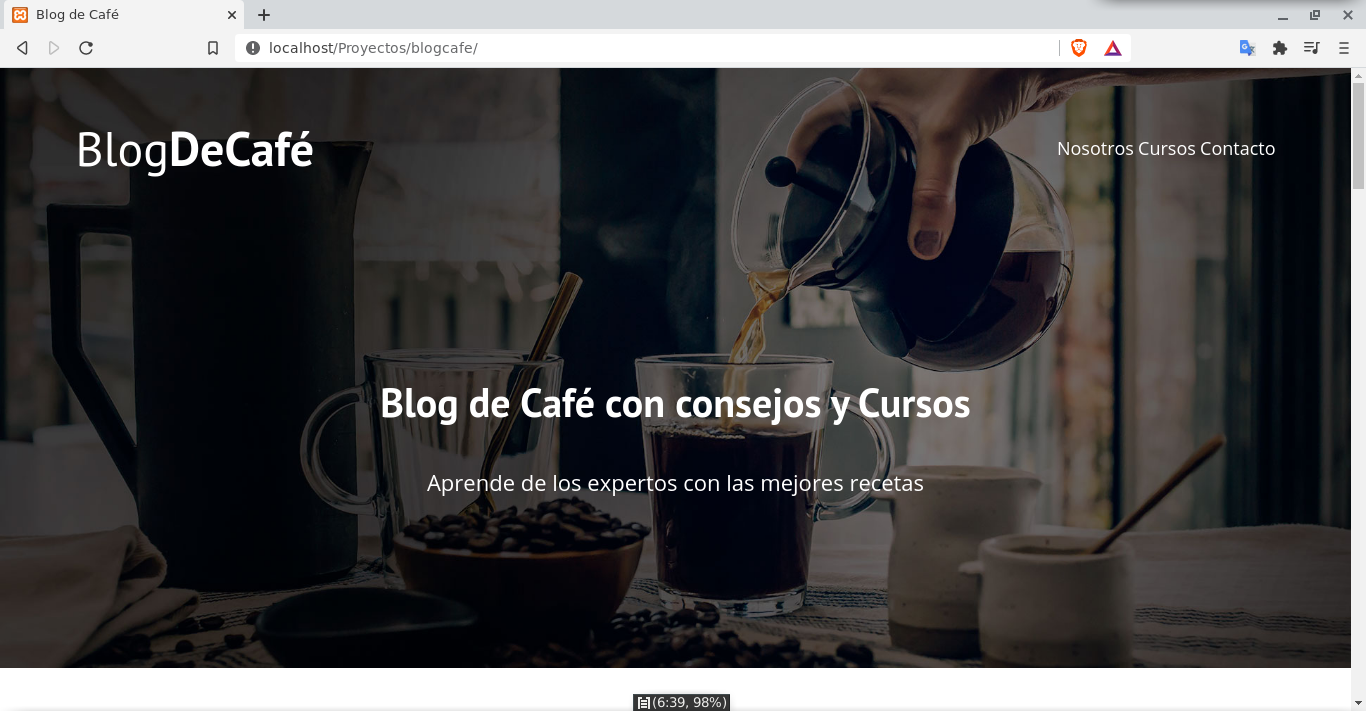 Blog de Café
localhost/Proyectos/blogcafe/
BlogDeCafé
Nosotros Cursos Contacto
Blog de Café con consejos y Cursos
Aprende de los expertos con las mejores recetas
(6:39, 98%)